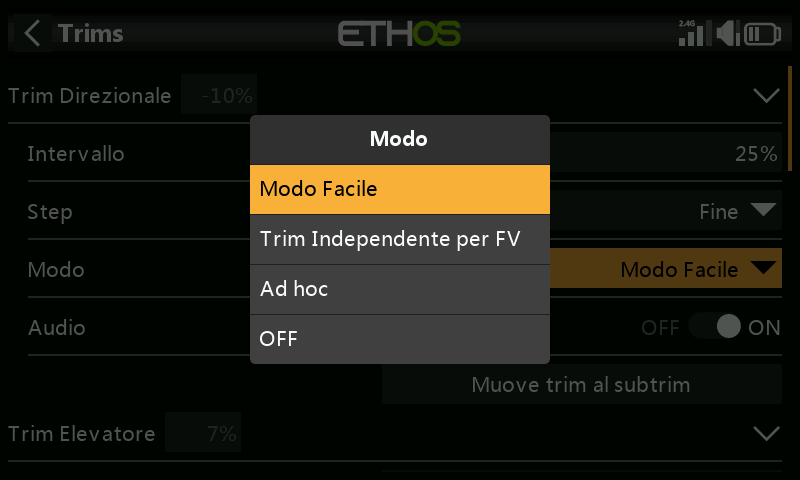 Trims
ETHOS
2.4G
Trim Direzionale -10%
Modo
Intervallo 25%
Modo Facile
Step Fine
Trim Independente per FV
Modo Modo Facile
Ad hoc
Audio OFF ON
OFF
Muove trim al subtrim
Trim Elevatore 7%